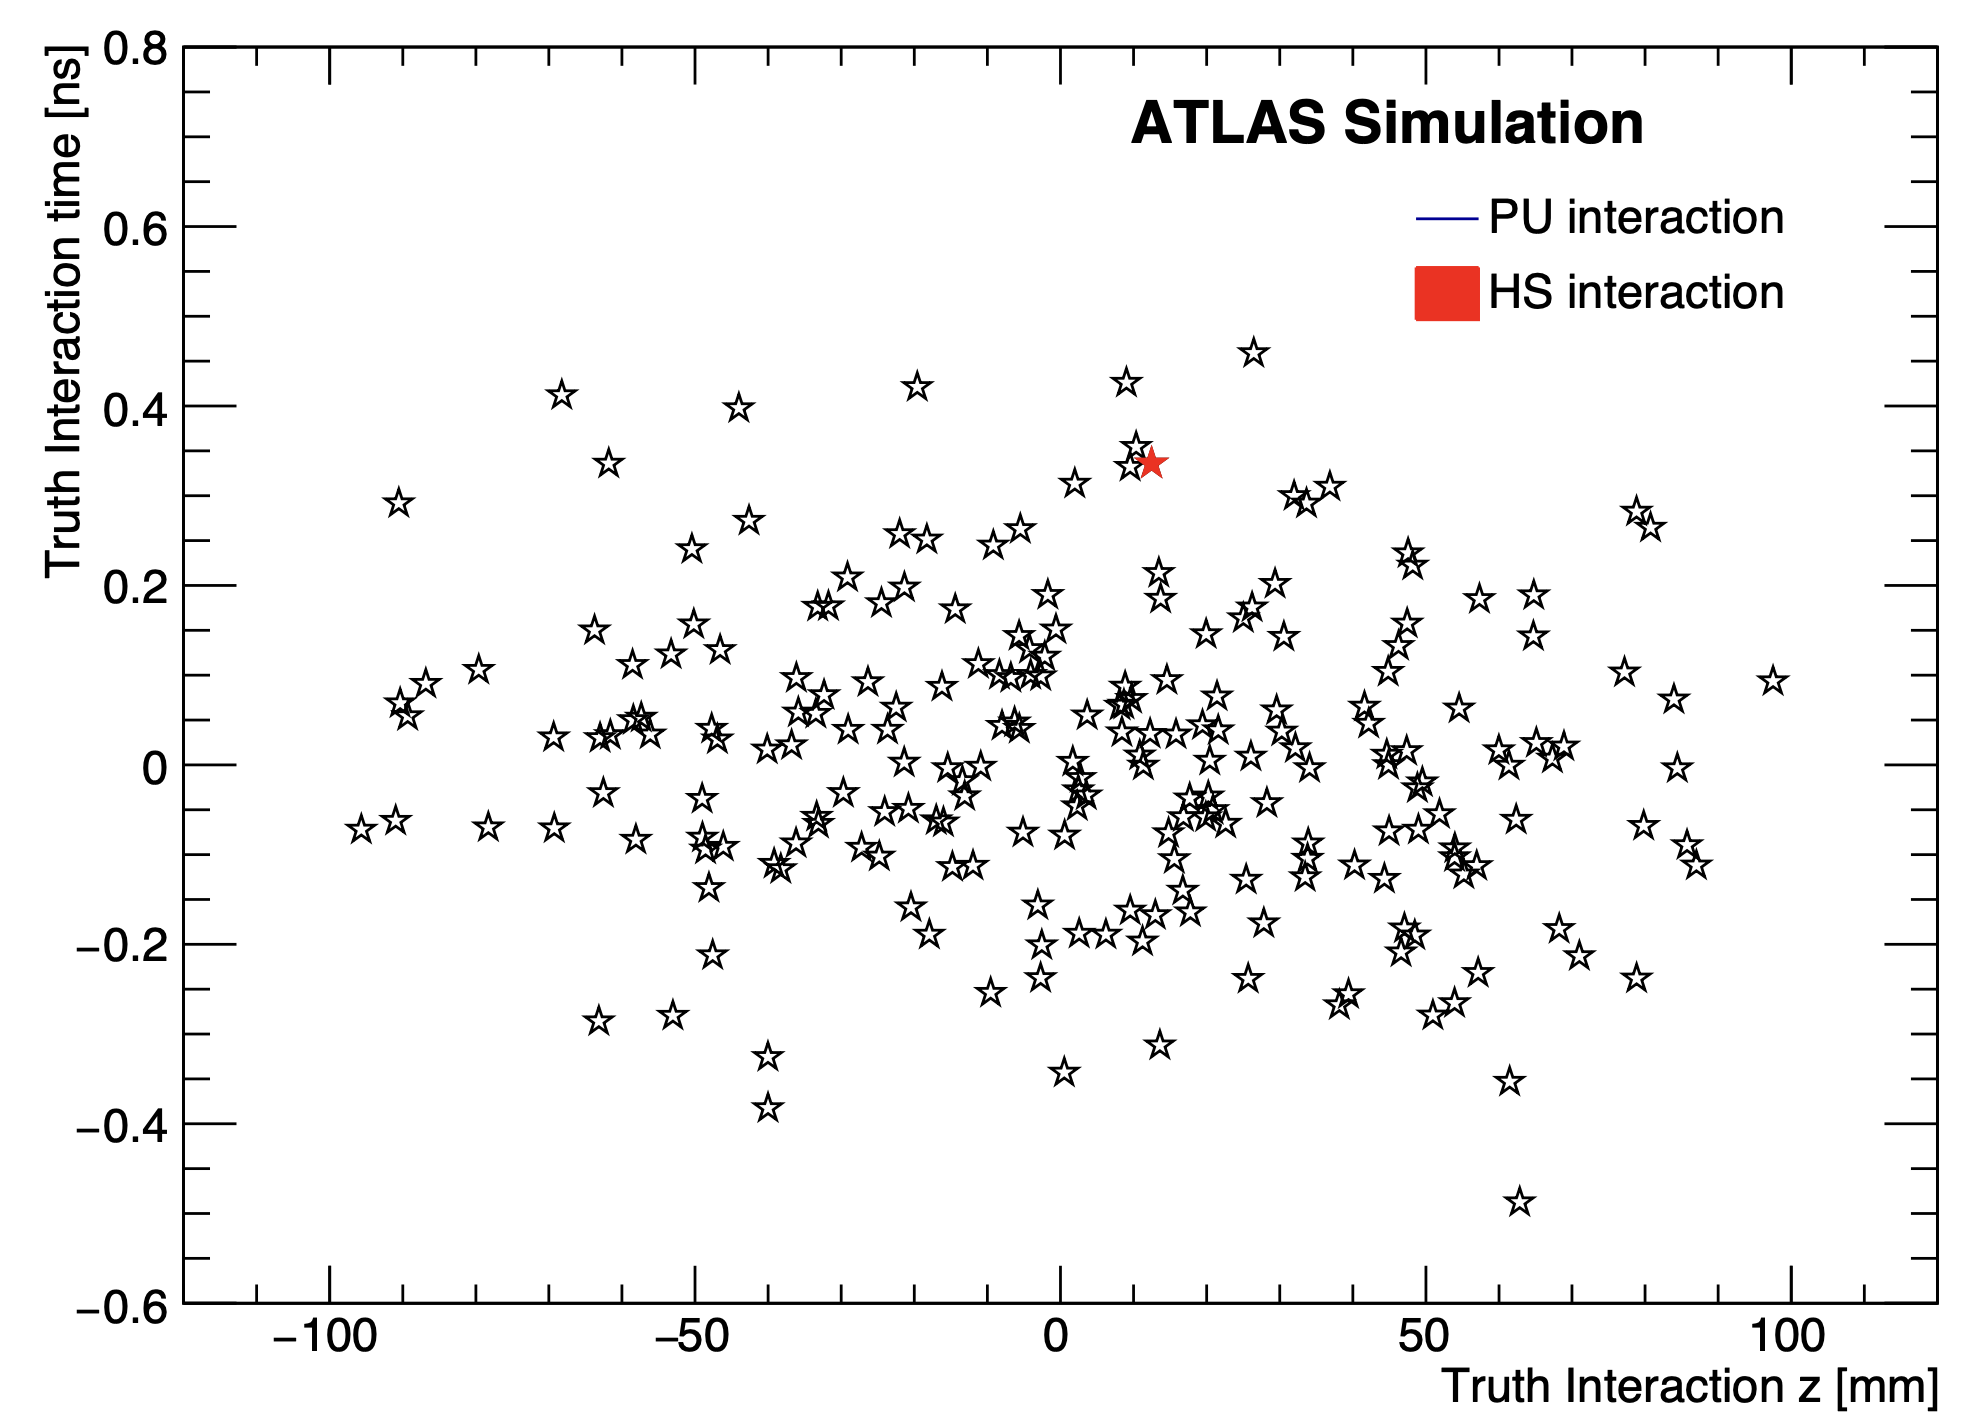 Truth Interaction time [ns]
0.8
0.6
0.4
0.2
0
−0.2
−0.4
−0.6
ATLAS Simulation
PU interaction
HS interaction
−100 −50 0 50 100
Truth Interaction z [mm]